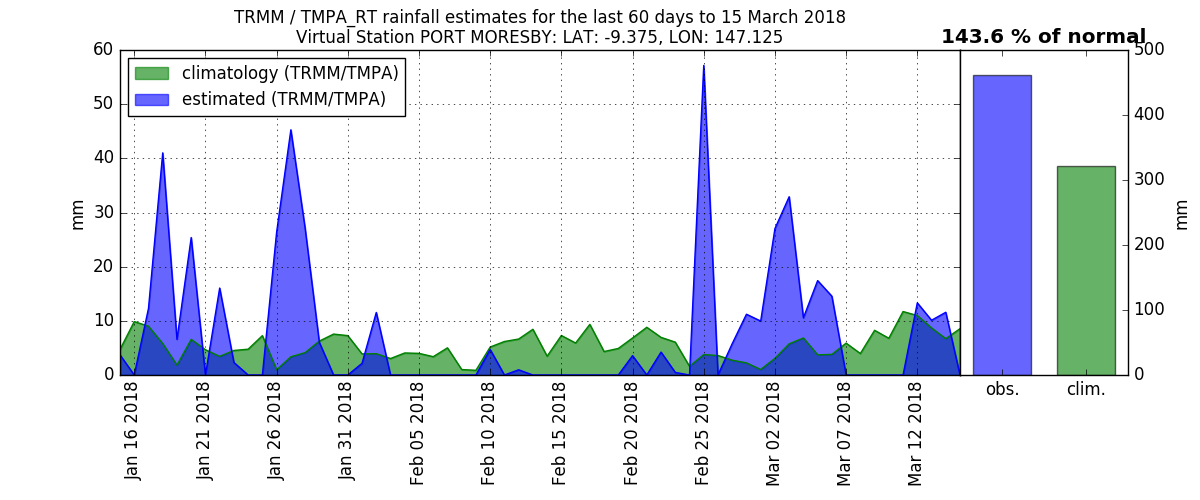 TRMM / TMPA_RT rainfall estimates for the last 60 days to 15 March 2018
Virtual Station PORT MORESBY: LAT: -9.375, LON: 147.125
143.6 % of normal
climatology (TRMM/TMPA)
estimated (TRMM/TMPA)
60
50
40
30
20
10
0
mm
Jan 16 2018
Jan 21 2018
Jan 26 2018
Jan 31 2018
Feb 05 2018
Feb 10 2018
Feb 15 2018
Feb 20 2018
Feb 25 2018
Mar 02 2018
Mar 07 2018
Mar 12 2018
500
400
300
200
100
0
mm
obs.
clim.